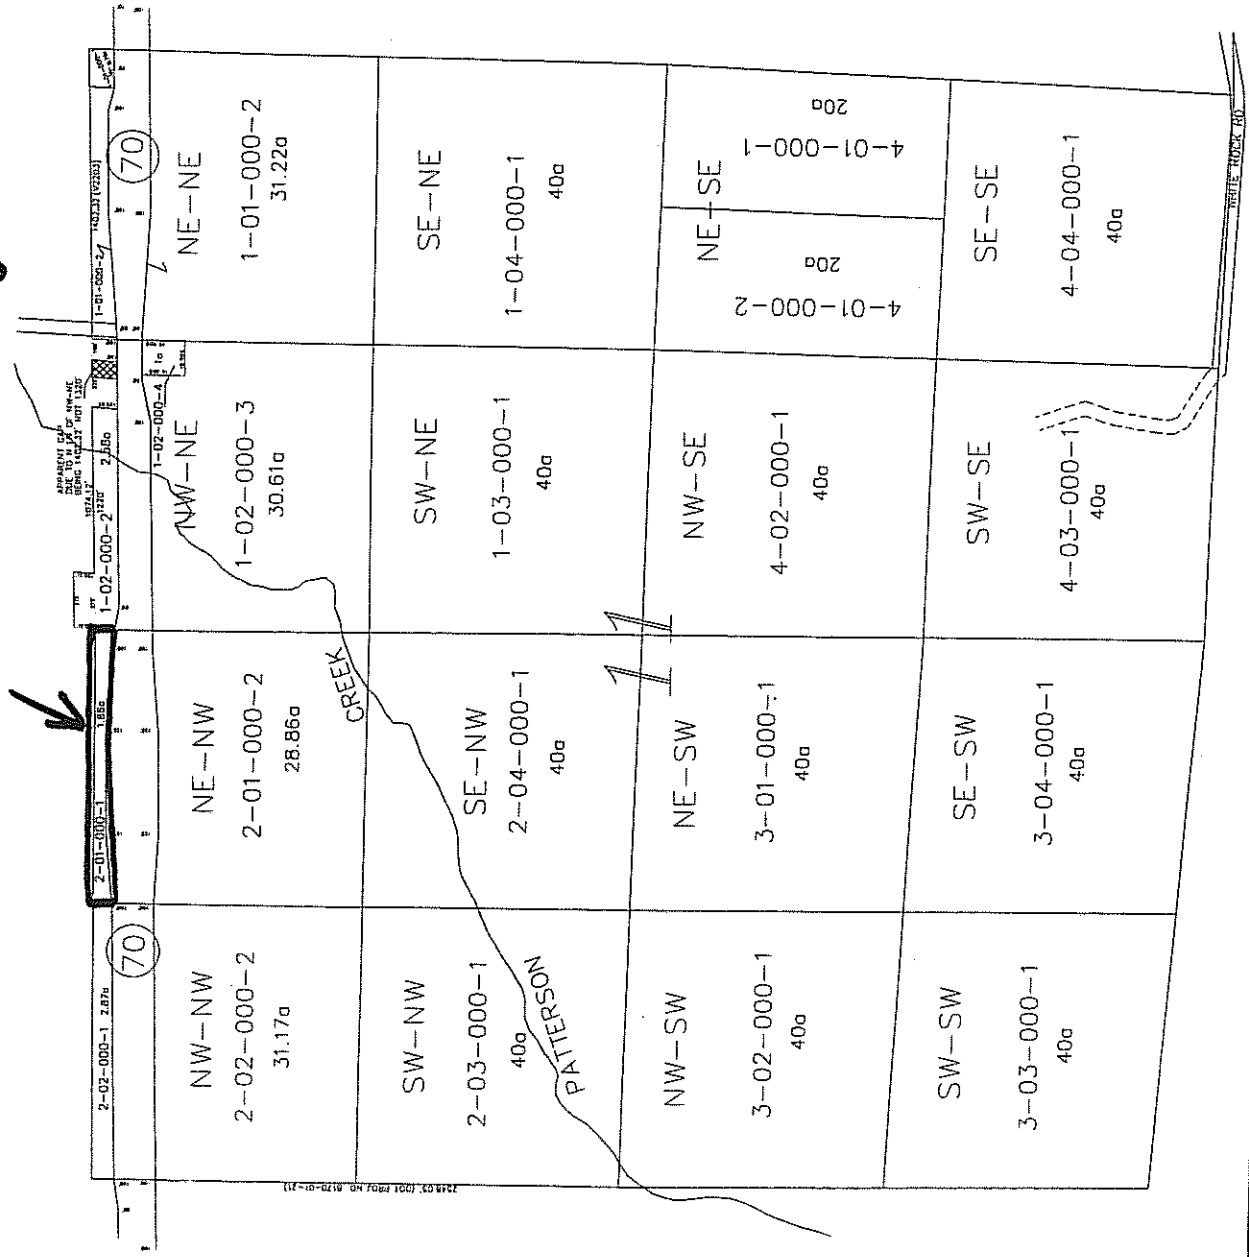 70
NE-NE
1-01-000-2
31.22a
SE-NE
1-04-000-1
40a
NE-SE
4-01-000-1
20a
4-01-000-2
20a
SE-SE
4-04-000-1
40a
WHITE ROCK RD
1-01-000-2
APPARENT GAP
1-02-000-2
2.58a
1-02-000-4
1a
NW-NE
1-02-000-3
30.61a
SW-NE
1-03-000-1
40a
NW-SE
4-02-000-1
40a
SW-SE
4-03-000-1
40a
11
2-01-000-1
NE-NW
2-01-000-2
28.86a
CREEK
SE-NW
2-04-000-1
40a
NE-SW
3-01-000-1
40a
SE-SW
3-04-000-1
40a
70
2-02-000-1 2.87a
NW-NW
2-02-000-2
31.17a
SW-NW
2-03-000-1
40a
PATTERSON
NW-SW
3-02-000-1
40a
SW-SW
3-03-000-1
40a